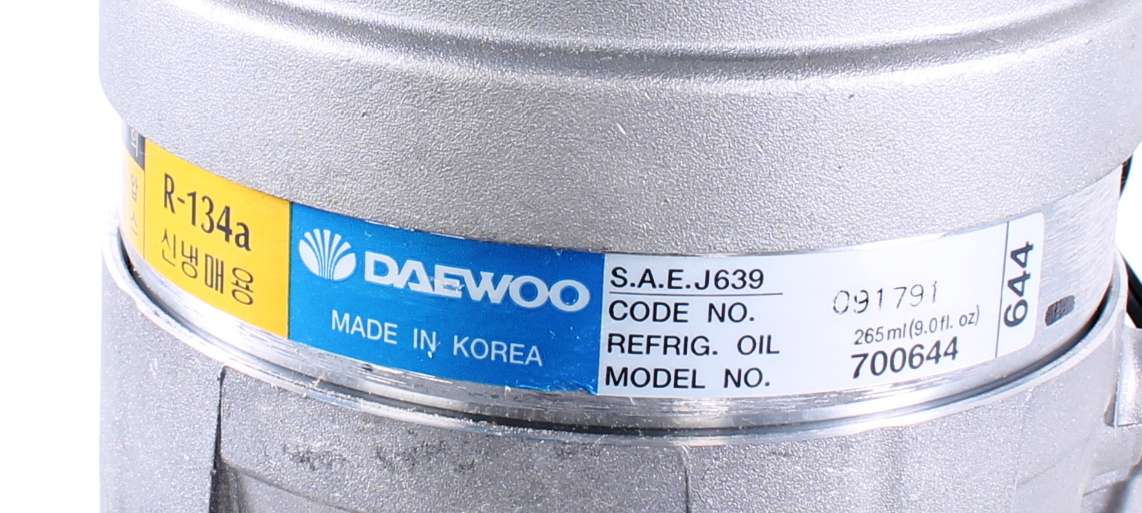 R-134a
신냉매용
DAEWOO
MADE IN KOREA
S.A.E.J639
CODE NO. 091791
REFRIG. OIL 265ml(9.0fl. oz)
MODEL NO. 700644
644